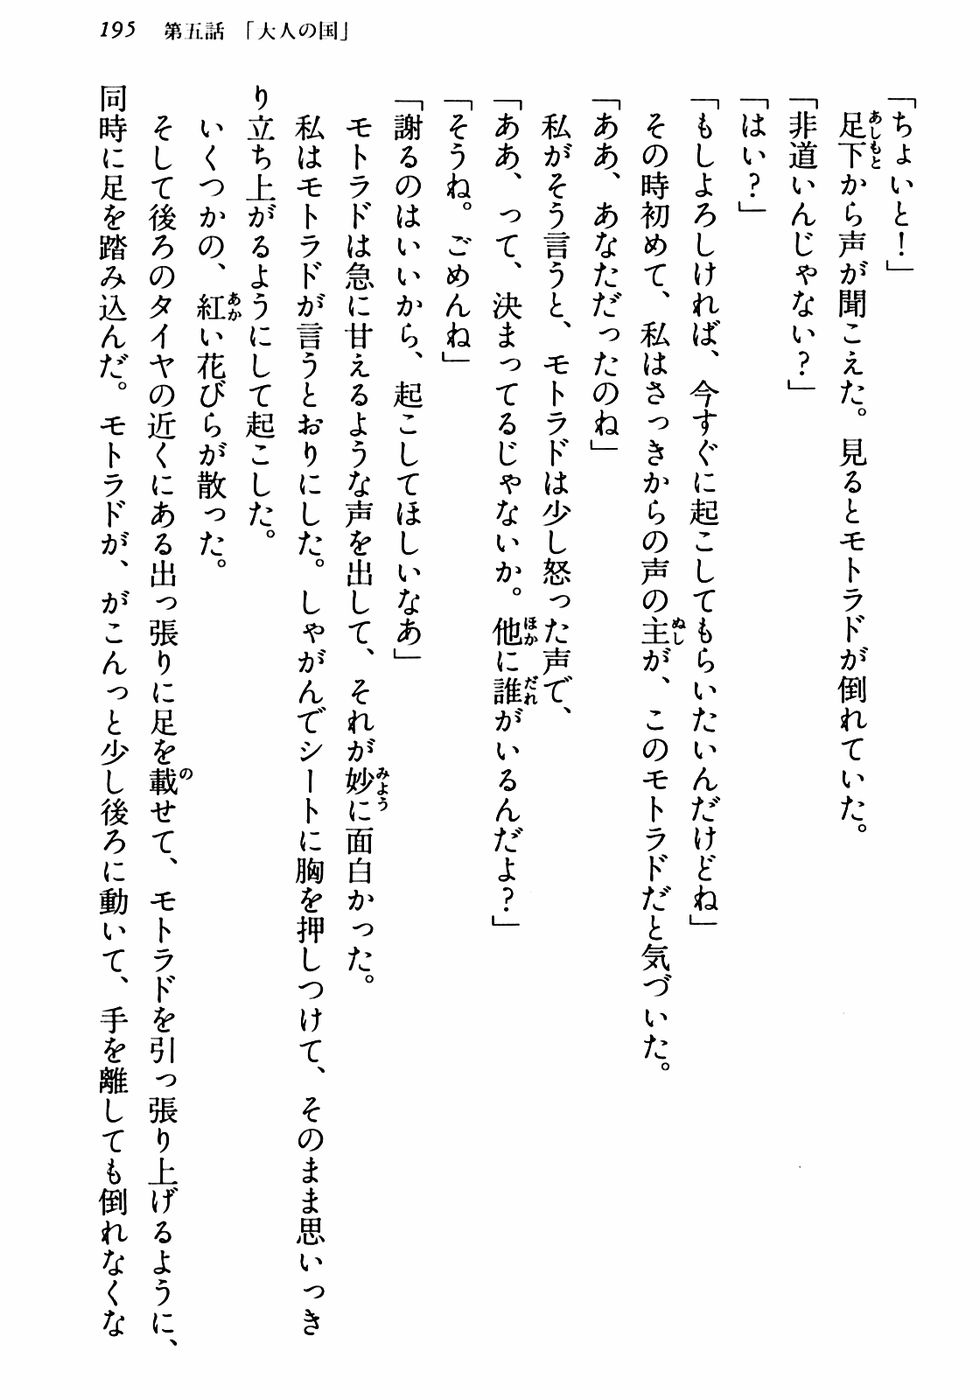 195 第五話 「大人の国」
「ちょいと！」
足下から声が聞こえた。見るとモトラドが倒れていた。
「非道いんじゃない？」
「はい？」
「もしよろしければ、今すぐに起こしてもらいたいんだけどね」
その時初めて、私はさっきからの声の主が、このモトラドだと気づいた。
「ああ、あなただったのね」
私がそう言うと、モトラドは少し怒った声で、
「ああ、って、決まってるじゃないか。他に誰がいるんだよ？」
「そうね。ごめんね」
「謝るのはいいから、起こしてほしいなあ」
モトラドは急に甘えるような声を出して、それが妙に面白かった。
私はモトラドが言うとおりにした。しゃがんでシートに胸を押しつけて、そのまま思いっき
り立ち上がるようにして起こした。
いくつかの、紅い花びらが散った。
そして後ろのタイヤの近くにある出っ張りに足を載せて、モトラドを引っ張り上げるように、
同時に足を踏み込んだ。モトラドが、がこんっと少し後ろに動いて、手を離しても倒れなくな